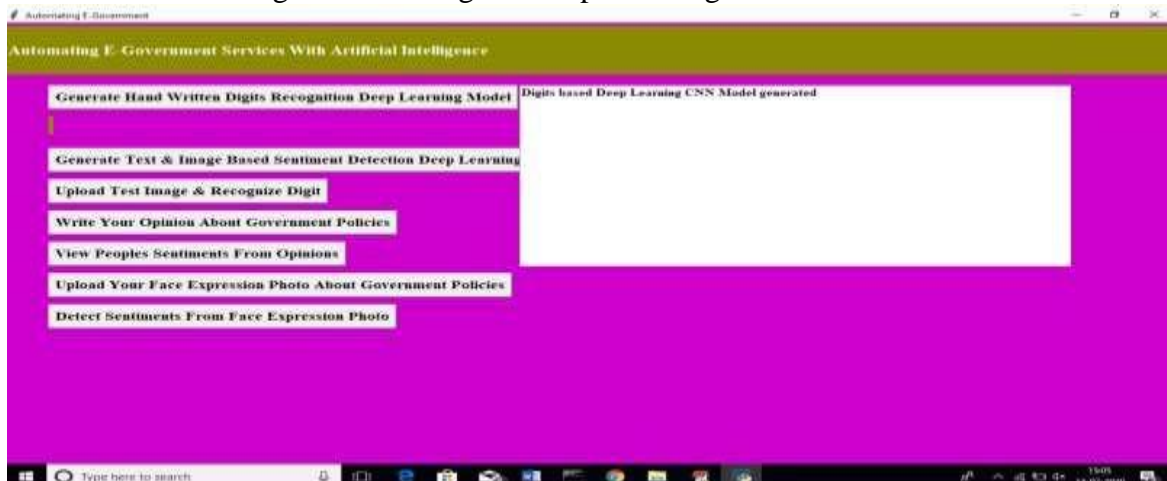 Automating E-Government
Automating E-Government Services With Artificial Intelligence
Generate Hand Written Digits Recognition Deep Learning Model
Digits based Deep Learning CNN Model generated
Generate Text & Image Based Sentiment Detection Deep Learning
Upload Test Image & Recognize Digit
Write Your Opinion About Government Policies
View Peoples Sentiments From Opinions
Upload Your Face Expression Photo About Government Policies
Detect Sentiments From Face Expression Photo
Type here to search
15:05